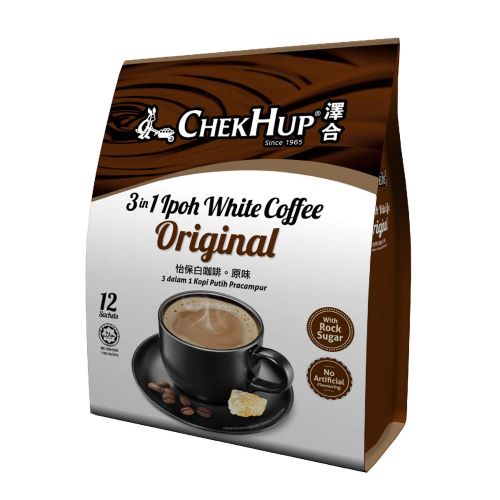 CHEKHUP® 澤合
Since 1965
3 in 1 Ipoh White Coffee
Original
怡保白咖啡。原味
3 dalam 1 Kopi Putih Pracampur
12
Sachets
With
Rock
Sugar
No
Artificial
Flavouring